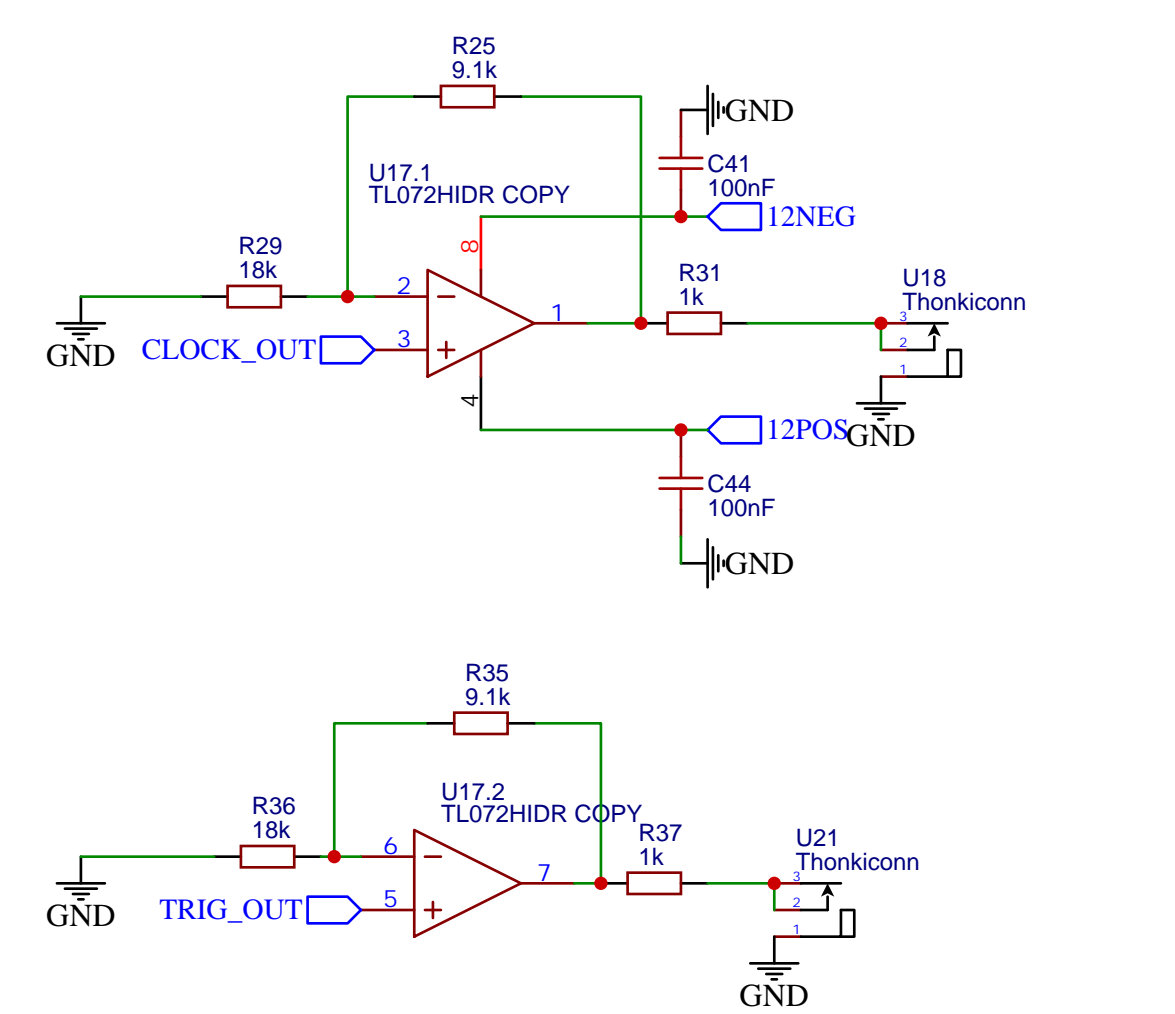 R25
9.1k
GND
U17.1
TL072HIDR COPY
C41
100nF
12NEG
8
R29
18k
2
R31
1k
U18
Thonkiconn
1
3
2
1
GND
CLOCK_OUT
3
4
12POS
GND
C44
100nF
GND
R35
9.1k
U17.2
TL072HIDR COPY
R36
18k
6
R37
1k
U21
Thonkiconn
7
3
2
1
GND
TRIG_OUT
5
GND